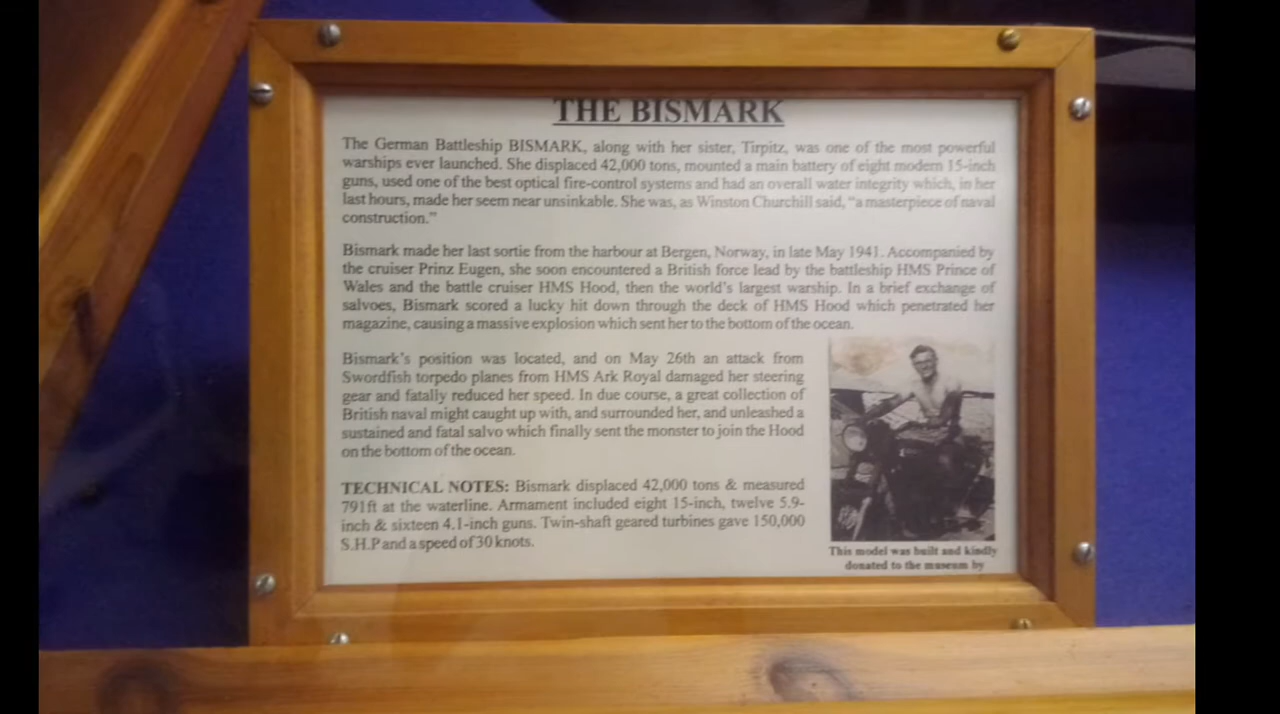 THE BISMARK
The German Battleship BISMARK, along with her sister, Tirpitz, was one of the most powerful
warships ever launched. She displaced 42,000 tons, mounted a main battery of eight modern 15-inch
guns, used one of the best optical fire-control systems and had an overall water integrity which, in her
last hours, made her seem near unsinkable. She was, as Winston Churchill said, “a masterpiece of naval
construction.”
Bismark made her last sortie from the harbour at Bergen, Norway, in late May 1941. Accompanied by
the cruiser Prinz Eugen, she soon encountered a British force lead by the battleship HMS Prince of
Wales and the battle cruiser HMS Hood, then the world’s largest warship. In a brief exchange of
salvoes, Bismark scored a lucky hit down through the deck of HMS Hood which penetrated her
magazine, causing a massive explosion which sent her to the bottom of the ocean.
Bismark’s position was located, and on May 26th an attack from
Swordfish torpedo planes from HMS Ark Royal damaged her steering
gear and fatally reduced her speed. In due course, a great collection of
British naval might caught up with, and surrounded her, and unleashed a
sustained and fatal salvo which finally sent the monster to join the Hood
on the bottom of the ocean.
TECHNICAL NOTES: Bismark displaced 42,000 tons & measured
791ft at the waterline. Armament included eight 15-inch, twelve 5.9-
inch & sixteen 4.1-inch guns. Twin-shaft geared turbines gave 150,000
S.H.P and a speed of 30 knots.
This model was built and kindly
donated to the museum by